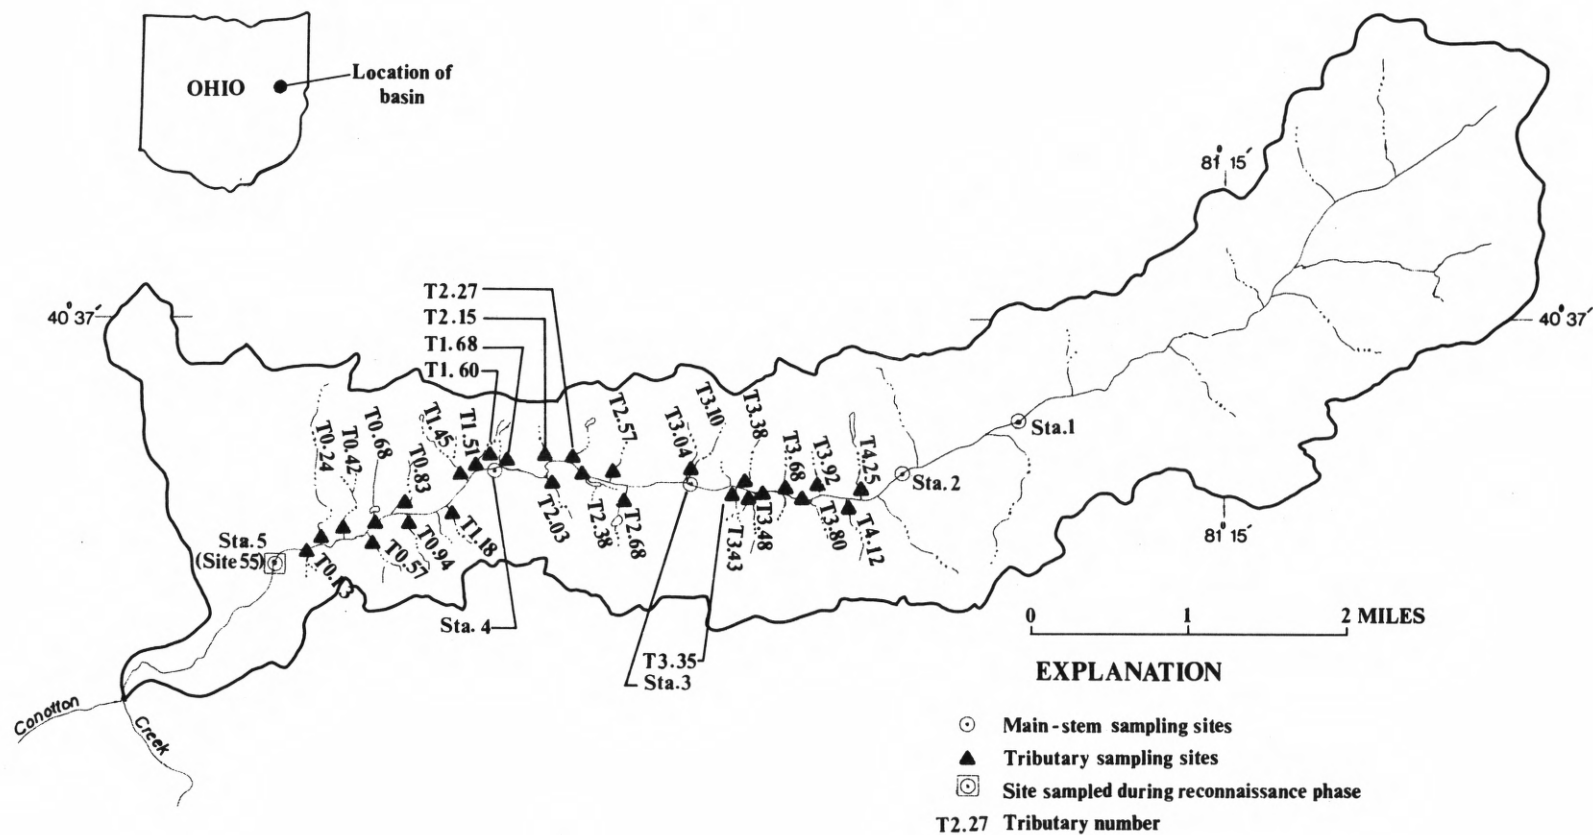 OHIO
Location of
basin
81° 15′
40° 37′
40° 37′
T2.27
T2.15
T1.68
T1.60
T0.24
T0.42
T0.68
T0.83
T1.45
T1.51
T2.57
T3.04
T3.10
T3.38
T3.68
T3.92
T4.25
Sta.1
Sta.2
Sta.5
(Site 55)
T0.57
T0.94
T1.18
T2.03
T2.38
T2.68
T3.43
T3.48
T3.80
T4.12
81° 15′
Sta. 4
T3.35
Sta.3
0 1 2 MILES
EXPLANATION
Conotton
Creek
Main-stem sampling sites
Tributary sampling sites
Site sampled during reconnaissance phase
T2.27 Tributary number